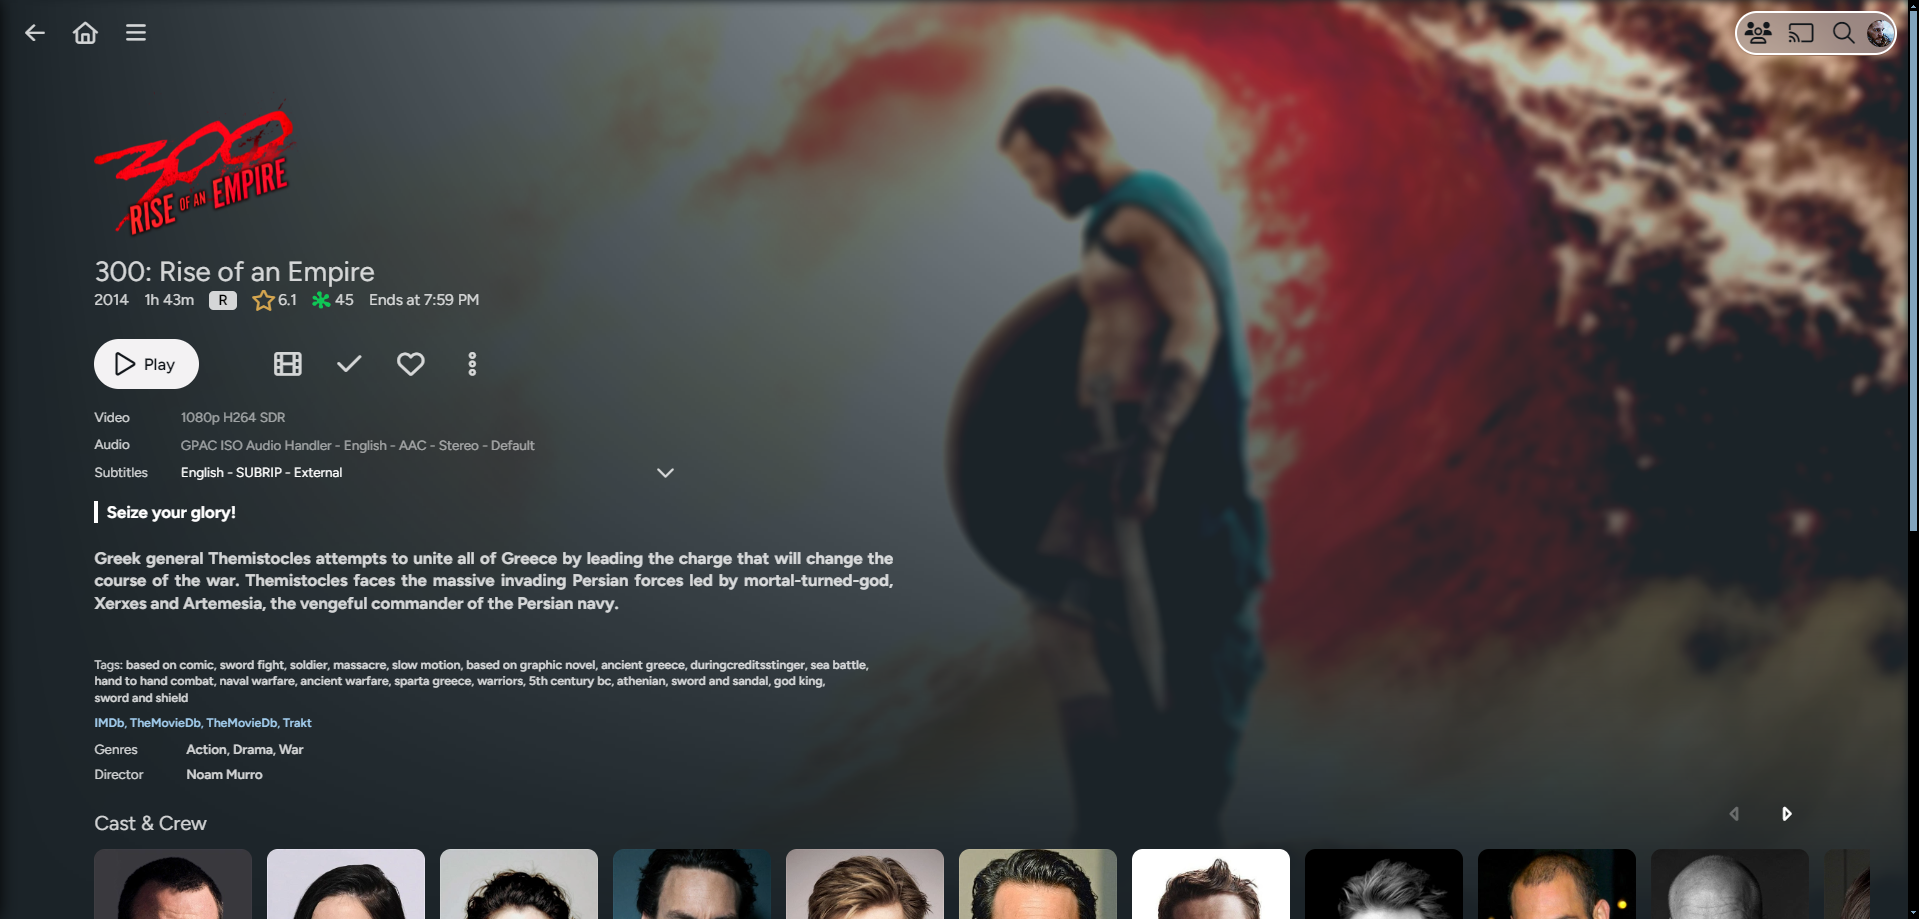 300
RISE OF AN EMPIRE
300: Rise of an Empire
2014 1h 43m R 6.1 45 Ends at 7:59 PM
Play
Video 1080p H264 SDR
Audio GPAC ISO Audio Handler - English - AAC - Stereo - Default
Subtitles English - SUBRIP - External
Seize your glory!
Greek general Themistocles attempts to unite all of Greece by leading the charge that will change the
course of the war. Themistocles faces the massive invading Persian forces led by mortal-turned-god,
Xerxes and Artemesia, the vengeful commander of the Persian navy.
Tags: based on comic, sword fight, soldier, massacre, slow motion, based on graphic novel, ancient greece, duringcreditsstinger, sea battle,
hand to hand combat, naval warfare, ancient warfare, sparta greece, warriors, 5th century bc, athenian, sword and sandal, god king,
sword and shield
IMDb, TheMovieDb, TheMovieDb, Trakt
Genres Action, Drama, War
Director Noam Murro
Cast & Crew